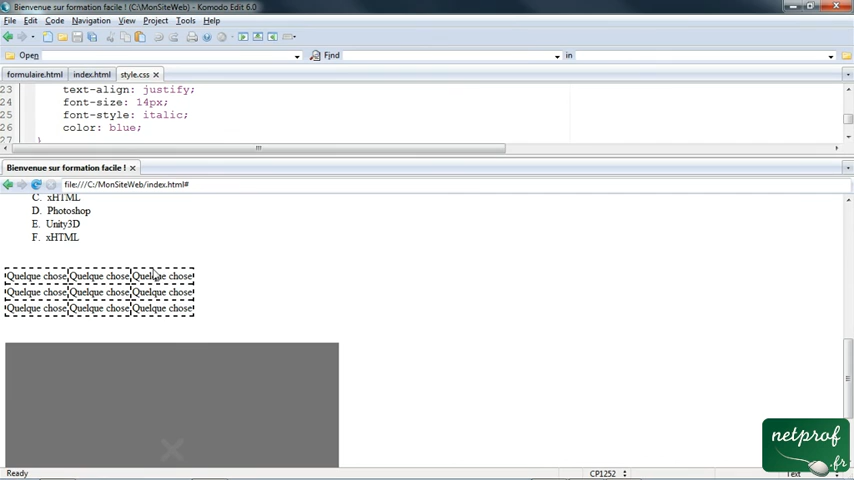 Bienvenue sur formation facile ! (C:\MonSiteWeb) - Komodo Edit 6.0
File Edit Code Navigation View Project Tools Help
Open Find in
formulaire.html index.html style.css
23 text-align: justify;
24 font-size: 14px;
25 font-style: italic;
26 color: blue;
27 }
Bienvenue sur formation facile !
file:///C:/MonSiteWeb/index.html#
C. xHTML
D. Photoshop
E. Unity3D
F. xHTML
Quelque chose Quelque chose Quelque chose
Quelque chose Quelque chose Quelque chose
Quelque chose Quelque chose Quelque chose
netprof
.fr
Ready CP1252 Text